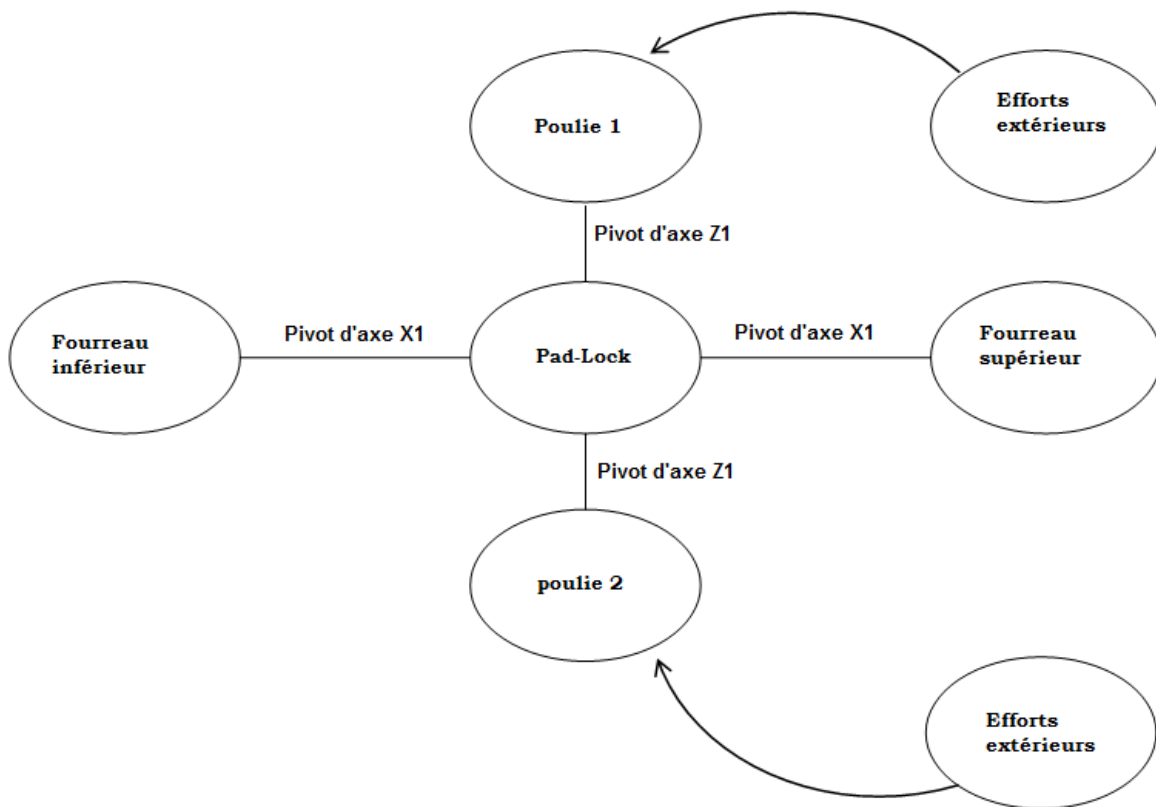 Poulie 1
Efforts
extérieurs
Pivot d'axe Z1
Fourreau
inférieur
Pivot d'axe X1
Pad-Lock
Pivot d'axe X1
Fourreau
supérieur
Pivot d'axe Z1
poulie 2
Efforts
extérieurs